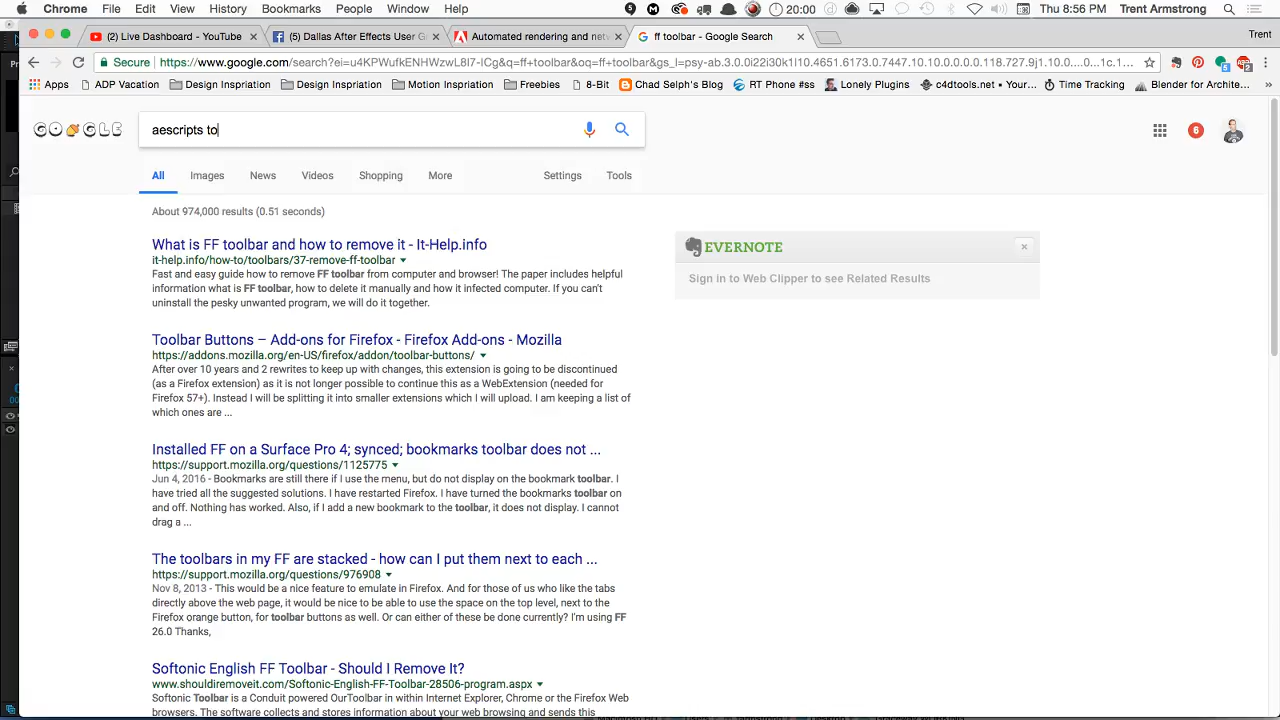 Chrome File Edit View History Bookmarks People Window Help 20:00 Thu 8:56 PM Trent Armstrong
(2) Live Dashboard - YouTube
(5) Dallas After Effects User G
Automated rendering and netw
ff toolbar - Google Search
Trent
Secure https://www.google.com/search?ei=u4KPWufkENHWzwL8l7-ICg&q=ff+toolbar&oq=ff+toolbar&gs_l=psy-ab.3.0.0i22i30k1l10.4651.6173.0.7447.10.10.0.0.0.0.118.727.9j1.10.0....0...1c.1....
Apps ADP Vacation Design Inspriation Design Inspriation Motion Inspriation Freebies 8-Bit Chad Selph's Blog RT Phone #ss Lonely Plugins c4dtools.net • Your... Time Tracking Blender for Archite...
GOOGLE
aescripts to
6
All Images News Videos Shopping More Settings Tools
About 974,000 results (0.51 seconds)
What is FF toolbar and how to remove it - It-Help.info
it-help.info/how-to/toolbars/37-remove-ff-toolbar
Fast and easy guide how to remove FF toolbar from computer and browser! The paper includes helpful
information what is FF toolbar, how to delete it manually and how it infected computer. If you can't
uninstall the pesky unwanted program, we will do it together.
EVERNOTE
Sign in to Web Clipper to see Related Results
Toolbar Buttons – Add-ons for Firefox - Firefox Add-ons - Mozilla
https://addons.mozilla.org/en-US/firefox/addon/toolbar-buttons/
After over 10 years and 2 rewrites to keep up with changes, this extension is going to be discontinued
(as a Firefox extension) as it is not longer possible to continue this as a WebExtension (needed for
Firefox 57+). Instead I will be splitting it into smaller extensions which I will upload. I am keeping a list of
which ones are ...
Installed FF on a Surface Pro 4; synced; bookmarks toolbar does not ...
https://support.mozilla.org/questions/1125775
Jun 4, 2016 - Bookmarks are still there if I use the menu, but do not display on the bookmark toolbar. I
have tried all the suggested solutions. I have restarted Firefox. I have turned the bookmarks toolbar on
and off. Nothing has worked. Also, if I add a new bookmark to the toolbar, it does not display. I cannot
drag a ...
The toolbars in my FF are stacked - how can I put them next to each ...
https://support.mozilla.org/questions/976908
Nov 8, 2013 - This would be a nice feature to emulate in Firefox. And for those of us who like the tabs
directly above the web page, it would be nice to be able to use the space on the top level, next to the
Firefox orange button, for toolbar buttons as well. Or can either of these be done currently? I'm using FF
26.0 Thanks,
Softonic English FF Toolbar - Should I Remove It?
www.shouldiremoveit.com/Softonic-English-FF-Toolbar-28506-program.aspx
Softonic Toolbar is a Conduit powered OurToolbar in within Internet Explorer, Chrome or the Firefox Web
browsers. The software collects and stores information about your web browsing and sends this